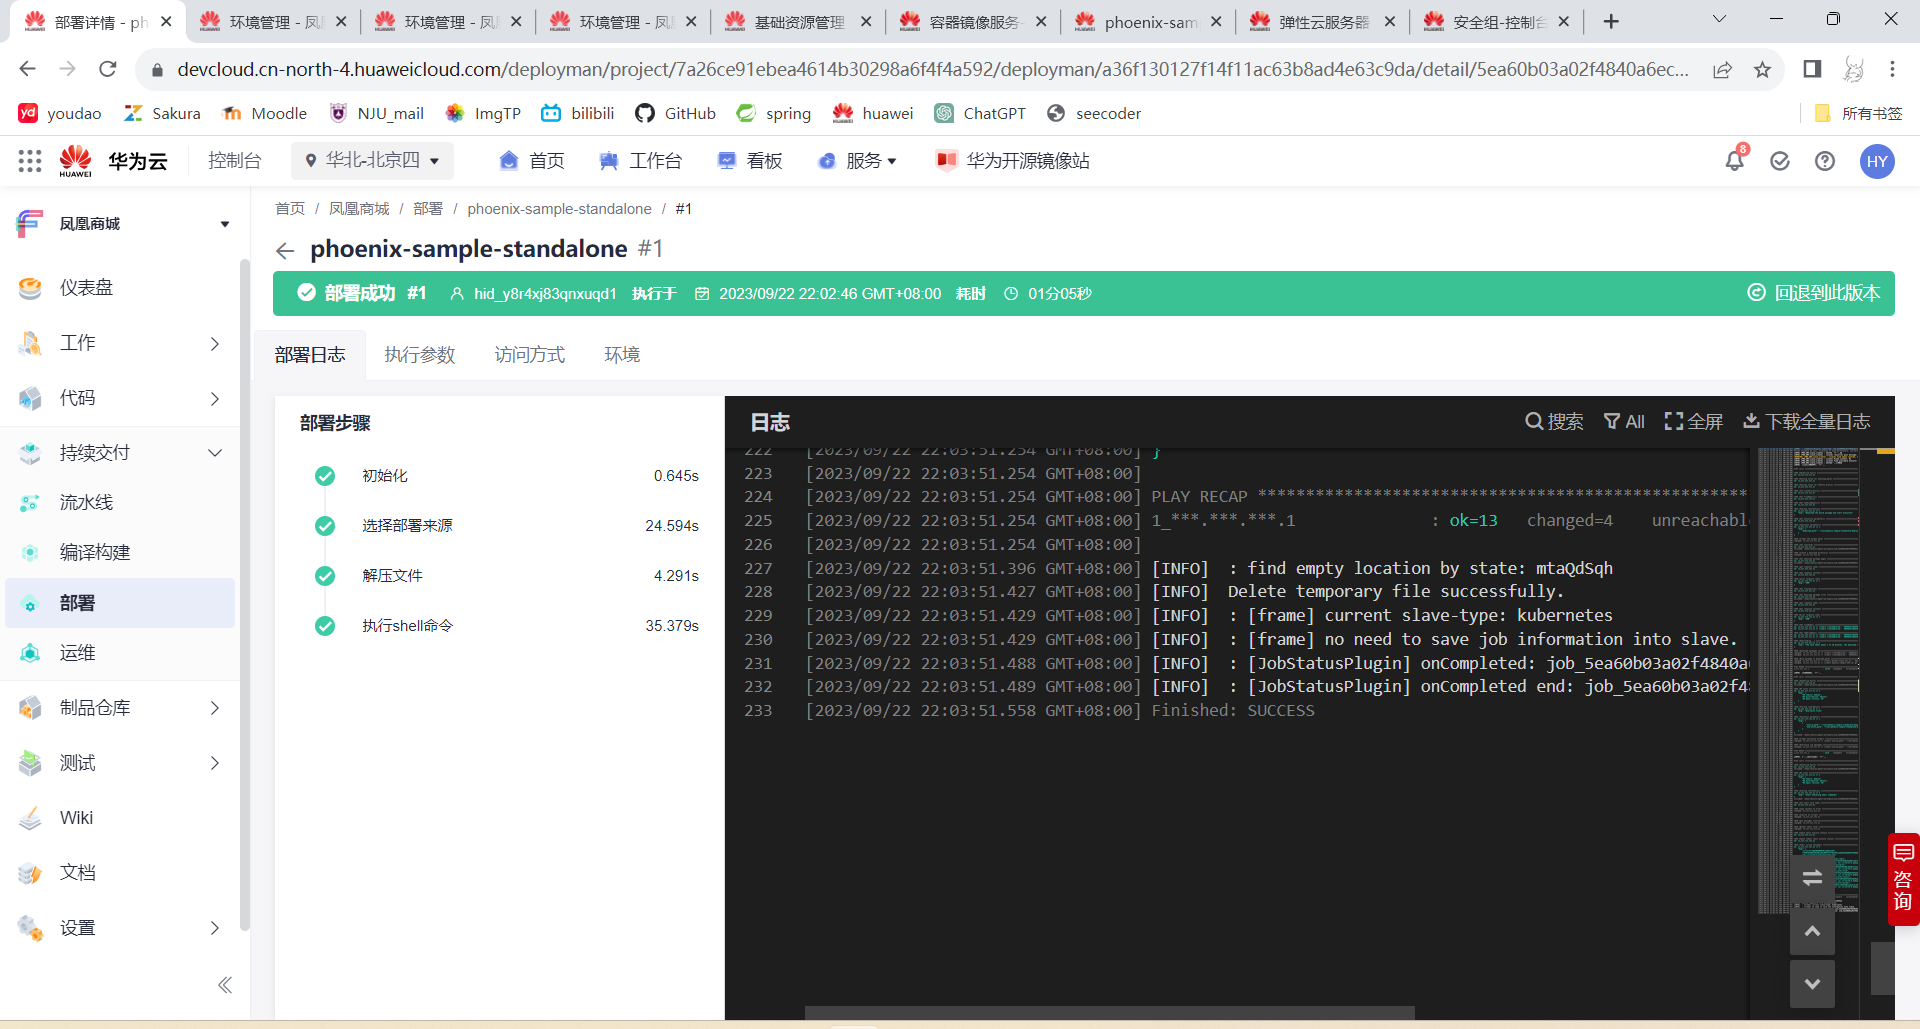 部署详情 - ph
环境管理 - 凤
环境管理 - 凤
环境管理 - 凤
基础资源管理
容器镜像服务-
phoenix-sam
弹性云服务器
安全组-控制台
devcloud.cn-north-4.huaweicloud.com/deployman/project/7a26ce91ebea4614b30298a6f4f4a592/deployman/a36f130127f14f11ac63b8ad4e63c9da/detail/5ea60b03a02f4840a6ec...
youdao
Sakura
Moodle
NJU_mail
ImgTP
bilibili
GitHub
spring
huawei
ChatGPT
seecoder
所有书签
HUAWEI
华为云
控制台
华北-北京四
首页
工作台
看板
服务
华为开源镜像站
8
HY
凤凰商城
首页 / 凤凰商城 / 部署 / phoenix-sample-standalone / #1
phoenix-sample-standalone #1
部署成功 #1 hid_y8r4xj83qnxuqd1 执行于 2023/09/22 22:02:46 GMT+08:00 耗时 01分05秒
回退到此版本
仪表盘
工作
代码
持续交付
流水线
编译构建
部署
运维
制品仓库
测试
Wiki
文档
设置
部署日志
执行参数
访问方式
环境
部署步骤
初始化 0.645s
选择部署来源 24.594s
解压文件 4.291s
执行shell命令 35.379s
日志
搜索
All
全屏
下载全量日志
222 [2023/09/22 22:03:51.254 GMT+08:00] }
223 [2023/09/22 22:03:51.254 GMT+08:00]
224 [2023/09/22 22:03:51.254 GMT+08:00] PLAY RECAP ***************************************************
225 [2023/09/22 22:03:51.254 GMT+08:00] 1_***.***.***.1 : ok=13 changed=4 unreachabl
226 [2023/09/22 22:03:51.254 GMT+08:00]
227 [2023/09/22 22:03:51.396 GMT+08:00] [INFO] : find empty location by state: mtaQdSqh
228 [2023/09/22 22:03:51.427 GMT+08:00] [INFO] Delete temporary file successfully.
229 [2023/09/22 22:03:51.429 GMT+08:00] [INFO] : [frame] current slave-type: kubernetes
230 [2023/09/22 22:03:51.429 GMT+08:00] [INFO] : [frame] no need to save job information into slave.
231 [2023/09/22 22:03:51.488 GMT+08:00] [INFO] : [JobStatusPlugin] onCompleted: job_5ea60b03a02f4840a
232 [2023/09/22 22:03:51.489 GMT+08:00] [INFO] : [JobStatusPlugin] onCompleted end: job_5ea60b03a02f4
233 [2023/09/22 22:03:51.558 GMT+08:00] Finished: SUCCESS
咨询